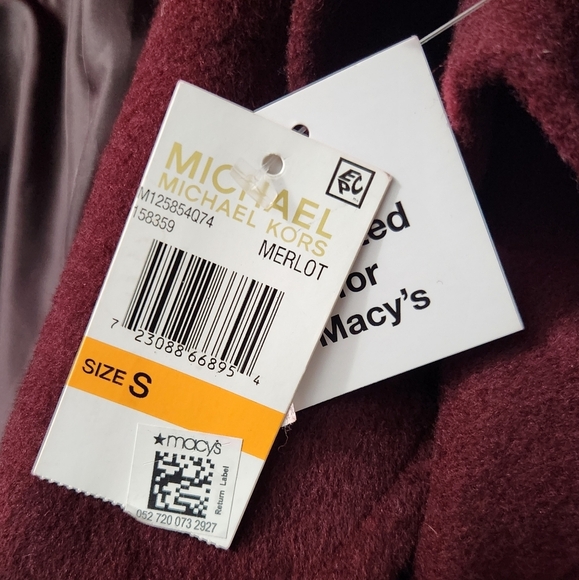 MICHAEL
MICHAEL KORS
M125854Q74
158359
MERLOT
7 23088 66895 4
SIZE S
macy's
Return Label
052 720 073 2927
for
Macy's